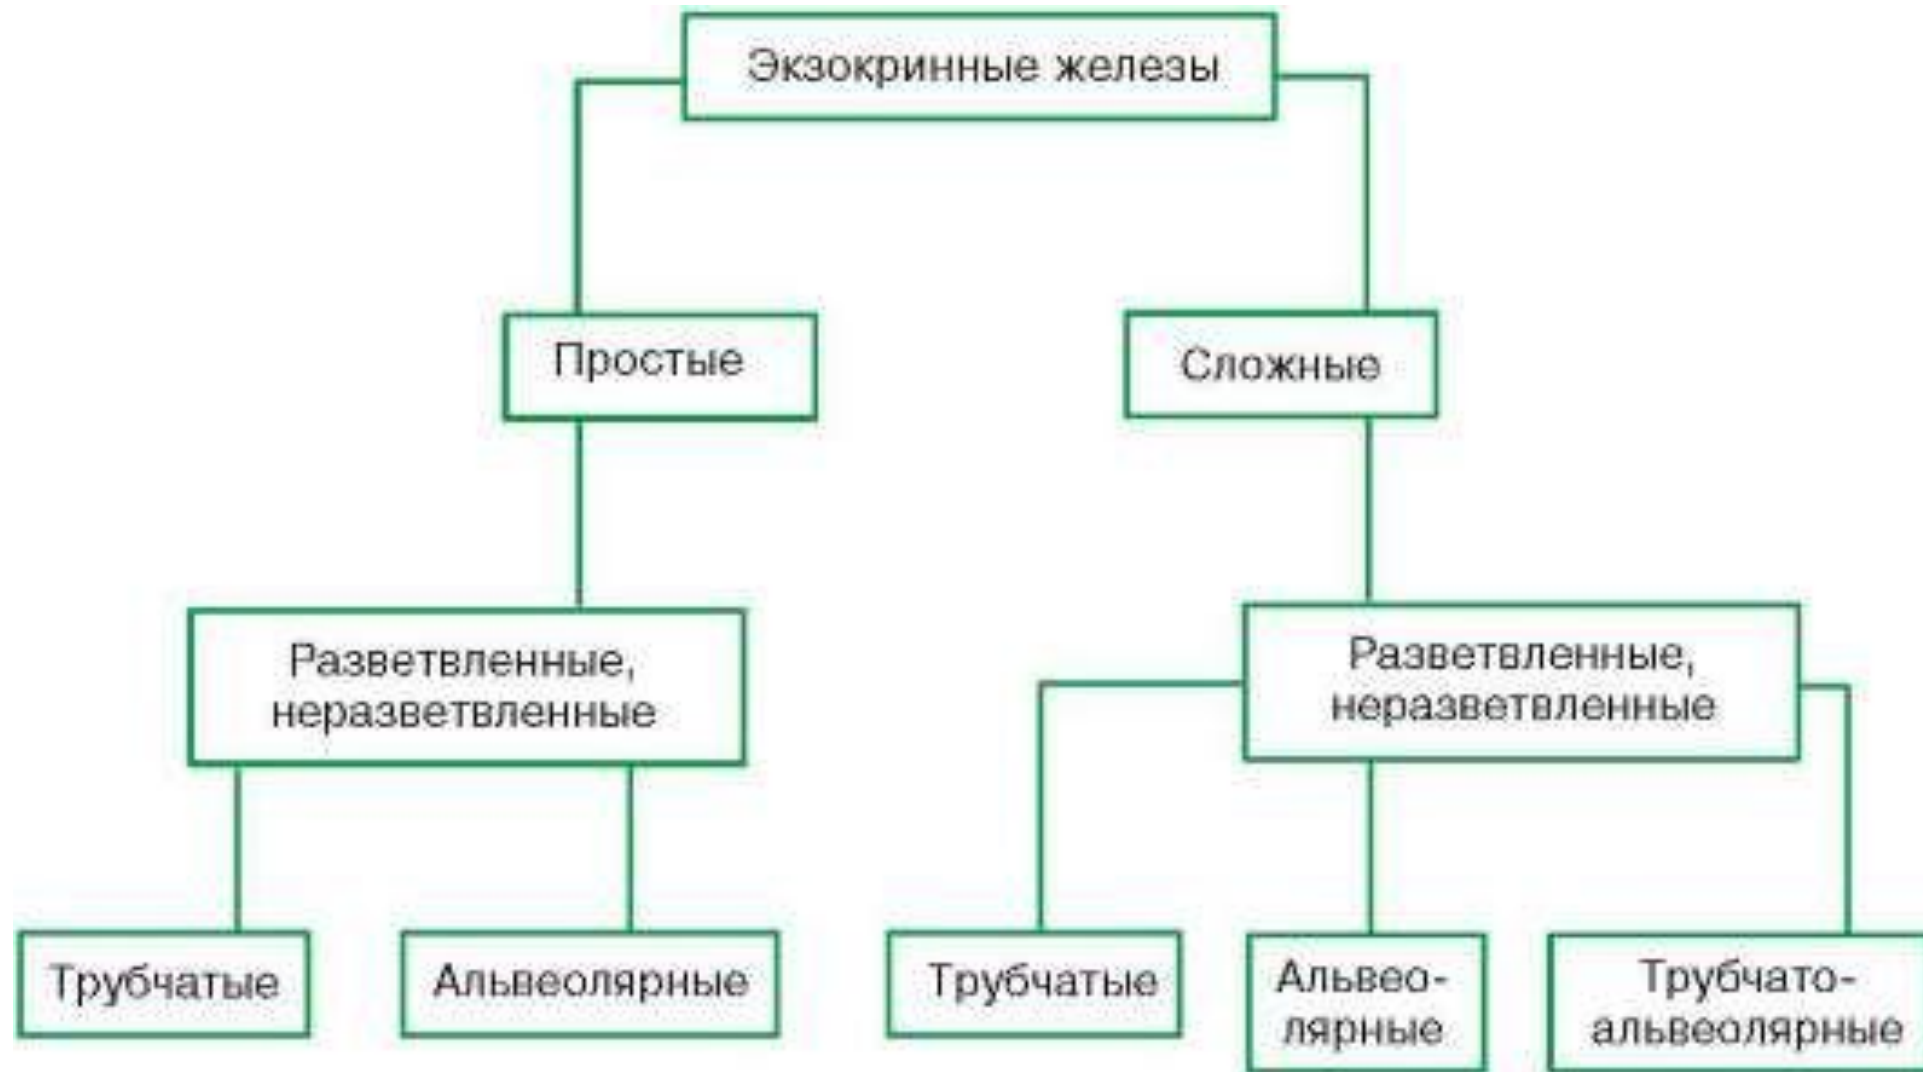 Экзокринные железы
Простые
Сложные
Разветвленные,
неразветвленные
Разветвленные,
неразветвленные
Трубчатые
Альвеолярные
Трубчатые
Альвео-
лярные
Трубчато-
альвеолярные